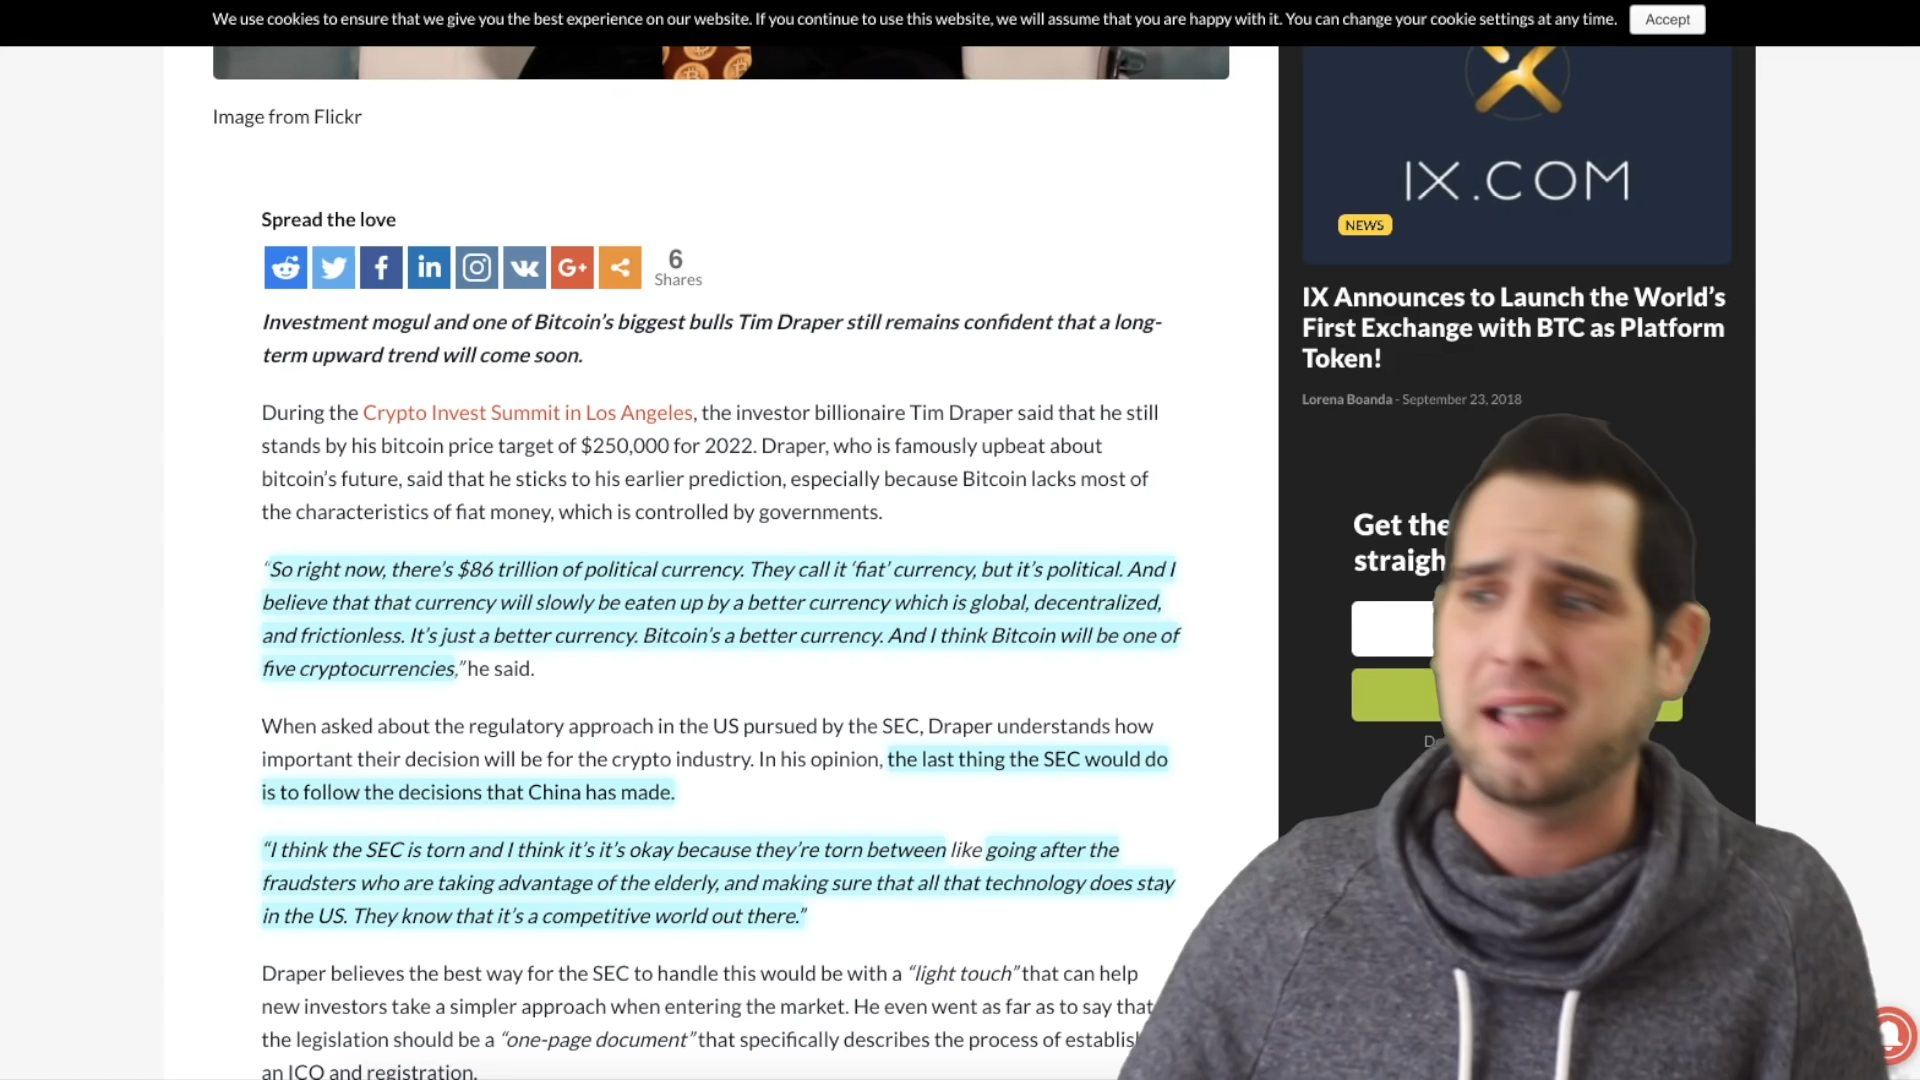 We use cookies to ensure that we give you the best experience on our website. If you continue to use this website, we will assume that you are happy with it. You can change your cookie settings at any time. Accept
Image from Flickr
Spread the love
6
Shares
Investment mogul and one of Bitcoin’s biggest bulls Tim Draper still remains confident that a long-
term upward trend will come soon.
During the Crypto Invest Summit in Los Angeles, the investor billionaire Tim Draper said that he still
stands by his bitcoin price target of $250,000 for 2022. Draper, who is famously upbeat about
bitcoin’s future, said that he sticks to his earlier prediction, especially because Bitcoin lacks most of
the characteristics of fiat money, which is controlled by governments.
“So right now, there’s $86 trillion of political currency. They call it ‘fiat’ currency, but it’s political. And I
believe that that currency will slowly be eaten up by a better currency which is global, decentralized,
and frictionless. It’s just a better currency. Bitcoin’s a better currency. And I think Bitcoin will be one of
five cryptocurrencies,” he said.
When asked about the regulatory approach in the US pursued by the SEC, Draper understands how
important their decision will be for the crypto industry. In his opinion, the last thing the SEC would do
is to follow the decisions that China has made.
“I think the SEC is torn and I think it’s it’s okay because they’re torn between like going after the
fraudsters who are taking advantage of the elderly, and making sure that all that technology does stay
in the US. They know that it’s a competitive world out there.”
Draper believes the best way for the SEC to handle this would be with a “light touch” that can help
new investors take a simpler approach when entering the market. He even went as far as to say that
the legislation should be a “one-page document” that specifically describes the process of
an ICO and registration.
IX.COM
NEWS
IX Announces to Launch the World’s
First Exchange with BTC as Platform
Token!
Lorena Boanda - September 23, 2018
Get the